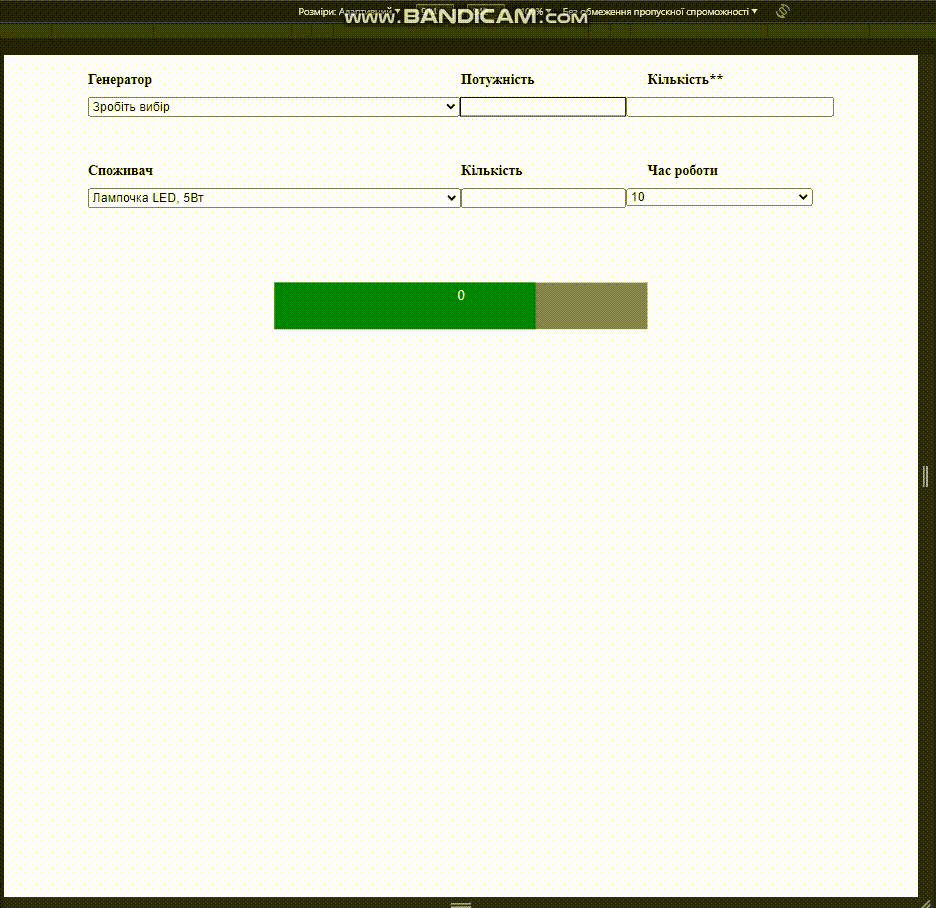 Розміри: Адаптивний 100% Без обмеження пропускної спроможності
www.BANDICAM.com
Генератор Потужність Кількість**
Зробіть вибір
Споживач Кількість Час роботи
Лампочка LED, 5Вт 10
0